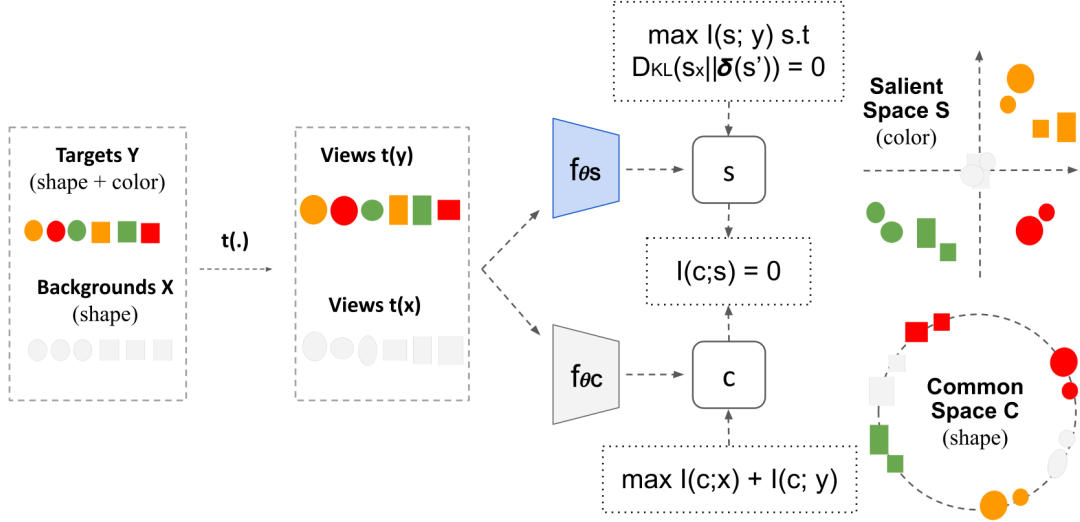 Targets Y
(shape + color)
Backgrounds X
(shape)
t(.)
Views t(y)
Views t(x)
fθs
fθc
max I(s; y) s.t
DKL(sx||δ(s')) = 0
s
I(c;s) = 0
c
max I(c;x) + I(c; y)
Salient
Space S
(color)
Common
Space C
(shape)